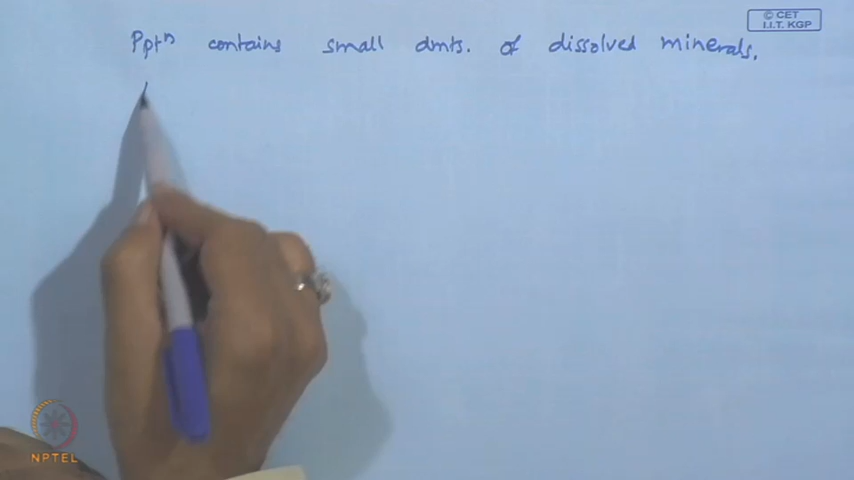 © CET
I.I.T. KGP
Pptⁿ contains small amts. of dissolved minerals.
NPTEL